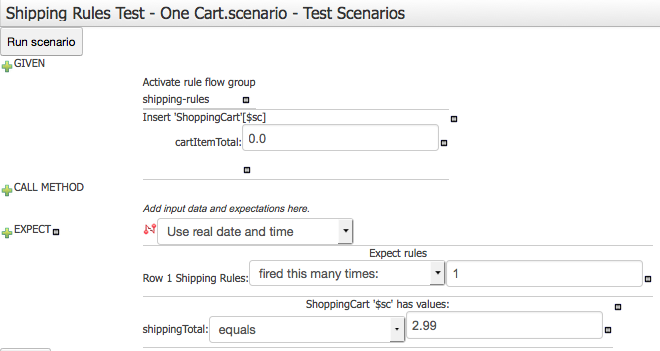 Shipping Rules Test - One Cart.scenario - Test Scenarios
Run scenario
GIVEN
Activate rule flow group
shipping-rules
Insert 'ShoppingCart'[$sc]
cartItemTotal: 0.0
CALL METHOD
Add input data and expectations here.
EXPECT Use real date and time
Expect rules
Row 1 Shipping Rules: fired this many times: 1
ShoppingCart '$sc' has values:
shippingTotal: equals 2.99